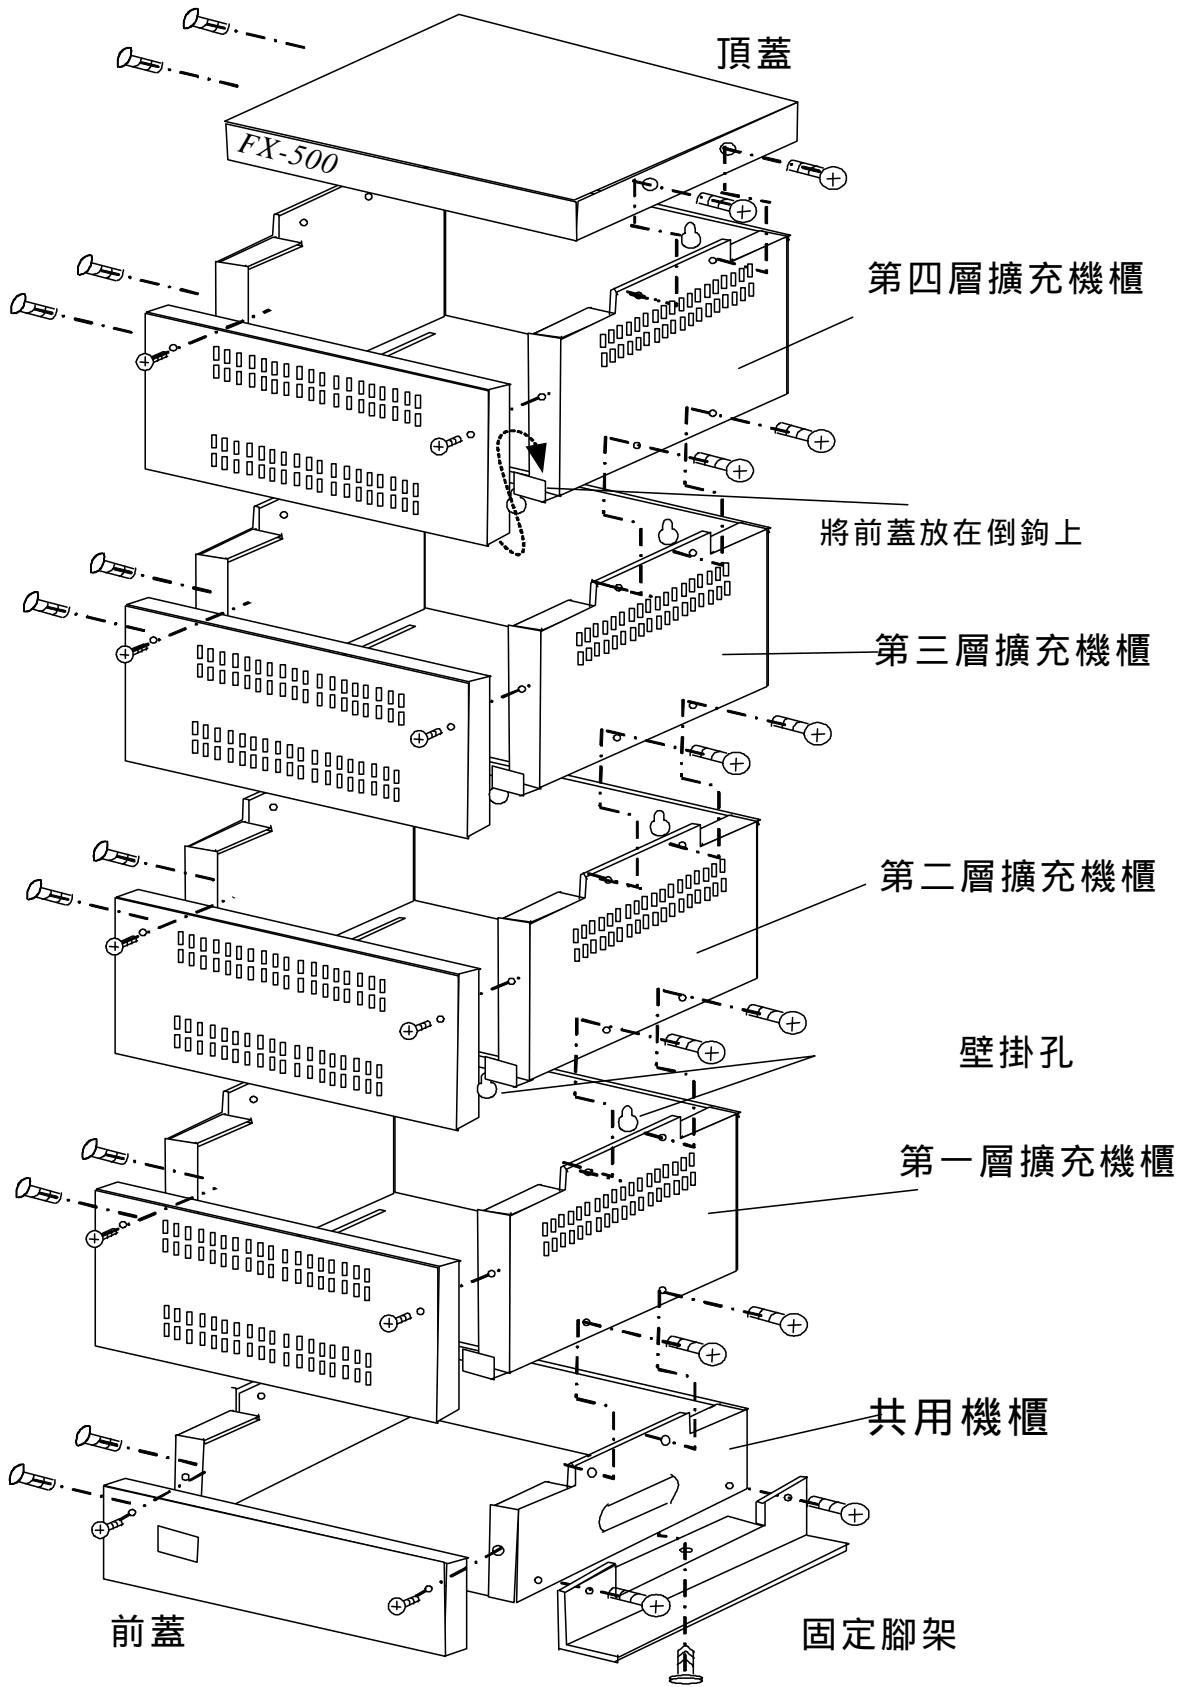 頂蓋
FX-500
第四層擴充機櫃
將前蓋放在倒鉤上
第三層擴充機櫃
第二層擴充機櫃
壁掛孔
第一層擴充機櫃
共用機櫃
前蓋
固定腳架